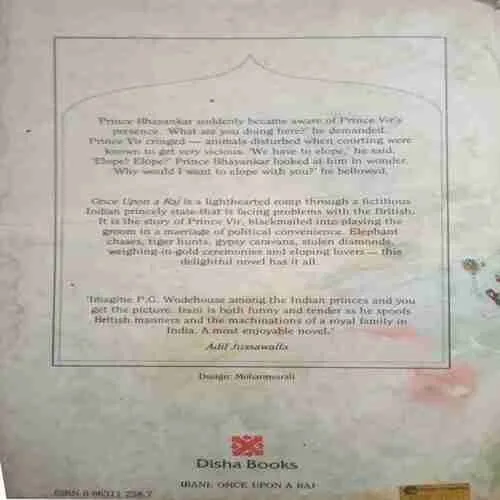 'Prince Bhayankar suddenly became aware of Prince Vir's
presence. 'What are you doing here?' he demanded.
Prince Vir cringed — animals disturbed when courting were
known to get very vicious. 'We have to elope,' he said.
'Elope? Elope?' Prince Bhayankar looked at him in wonder.
'Why would I want to elope with you?' he bellowed.
Once Upon a Raj is a lighthearted romp through a fictitious
Indian princely state that is facing problems with the British.
It is the story of Prince Vir, blackmailed into playing the
groom in a marriage of political convenience. Elephant
chases, tiger hunts, gypsy caravans, stolen diamonds,
weighing-in-gold ceremonies and eloping lovers — this
delightful novel has it all.
'Imagine P.G. Wodehouse among the Indian princes and you
get the picture. Irani is both funny and tender as he spoofs
British manners and the machinations of a royal family in
India. A most enjoyable novel.'
Adil Jussawalla
Design: Mohanmurali
Disha Books
IRANI: ONCE UPON A RAJ
ISBN 0 86311 258 7